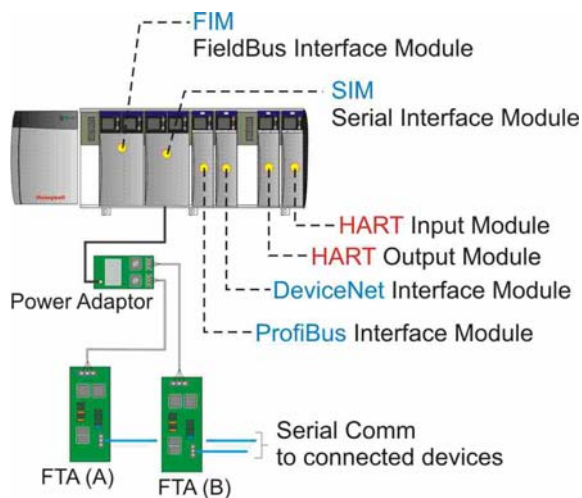 FIM
FieldBus Interface Module
SIM
Serial Interface Module
Honeywell
HART Input Module
HART Output Module
DeviceNet Interface Module
ProfiBus Interface Module
Power Adaptor
FTA (A)
FTA (B)
Serial Comm
to connected devices